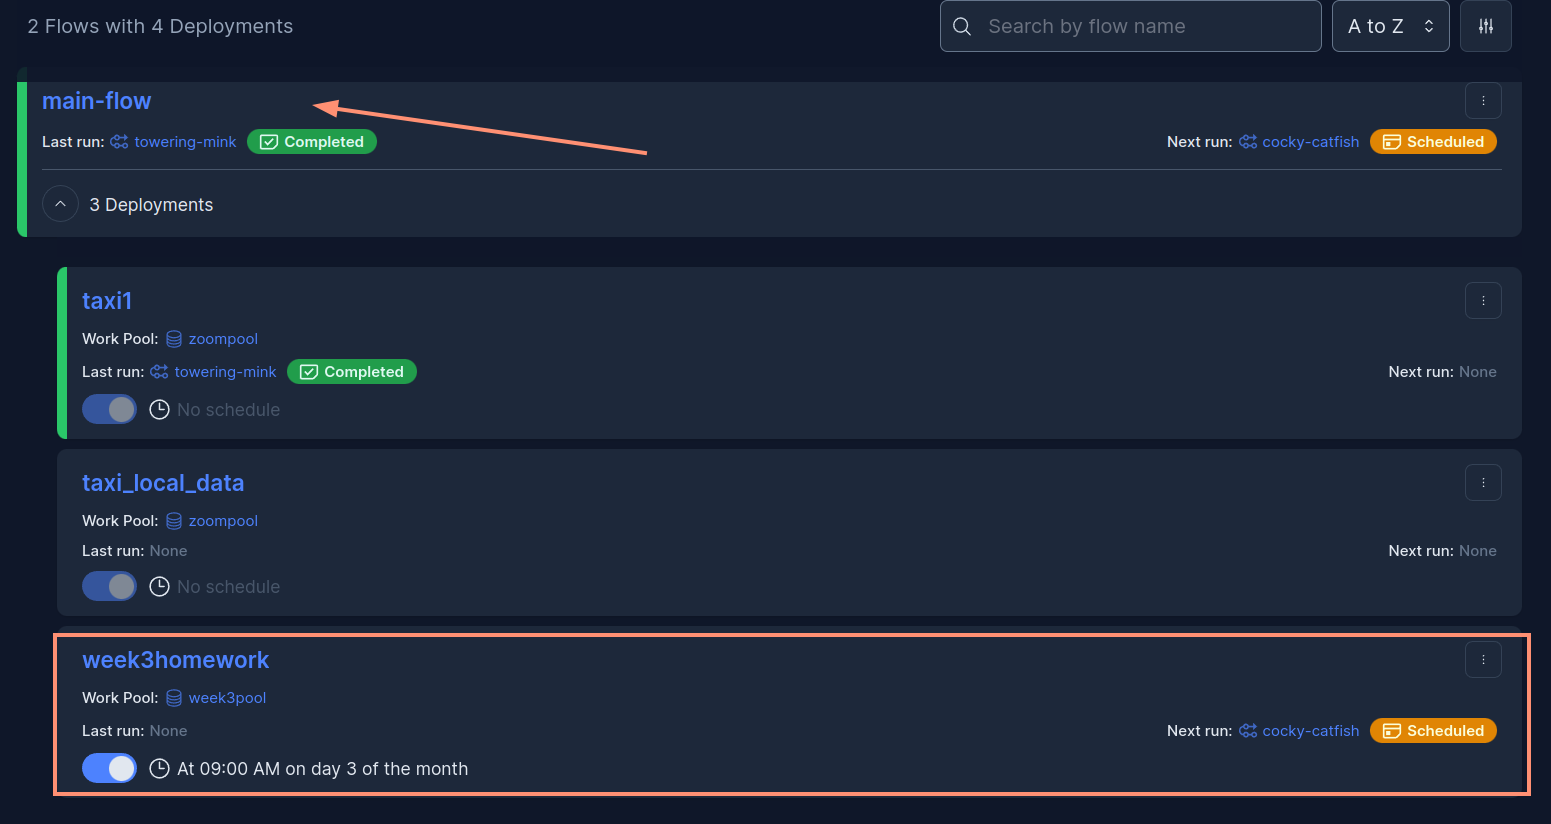 2 Flows with 4 Deployments
Search by flow name
A to Z
main-flow
Last run: towering-mink Completed
Next run: cocky-catfish Scheduled
3 Deployments
taxi1
Work Pool: zoompool
Last run: towering-mink Completed
Next run: None
No schedule
taxi_local_data
Work Pool: zoompool
Last run: None
Next run: None
No schedule
week3homework
Work Pool: week3pool
Last run: None
Next run: cocky-catfish Scheduled
At 09:00 AM on day 3 of the month